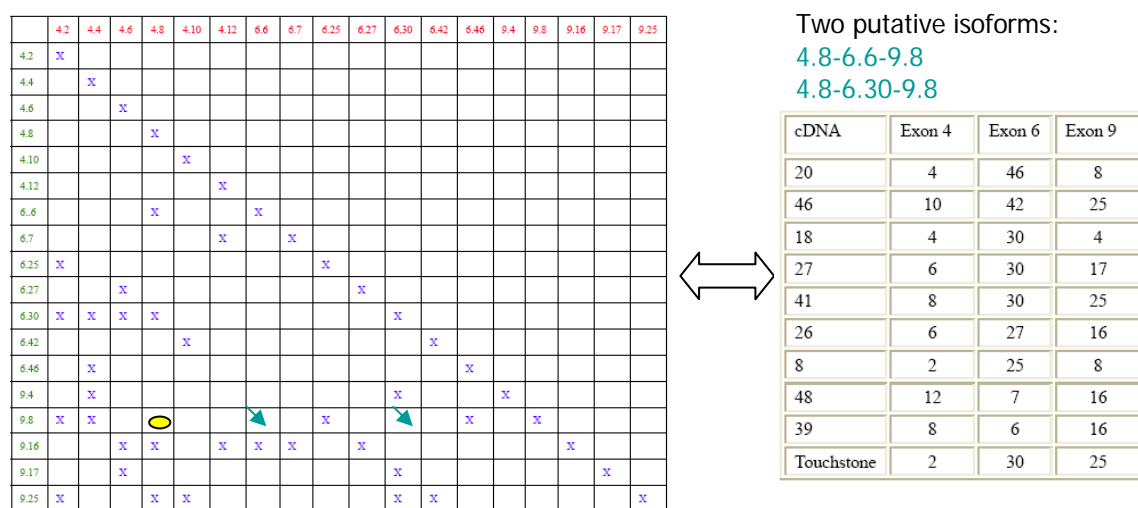 4.2 4.4 4.6 4.8 4.10 4.12 6.6 6.7 6.25 6.27 6.30 6.42 6.46 9.4 9.8 9.16 9.17 9.25
4.2 x
4.4 x
4.6 x
4.8 x
4.10 x
4.12 x
6..6 x x
6.7 x x
6.25 x x
6.27 x x
6.30 x x x x x
6.42 x x
6.46 x x
9.4 x x x
9.8 x x x x x
9.16 x x x x x x x
9.17 x x x
9.25 x x x x x x
Two putative isoforms:
4.8-6.6-9.8
4.8-6.30-9.8
cDNA Exon 4 Exon 6 Exon 9
20 4 46 8
46 10 42 25
18 4 30 4
27 6 30 17
41 8 30 25
26 6 27 16
8 2 25 8
48 12 7 16
39 8 6 16
Touchstone 2 30 25